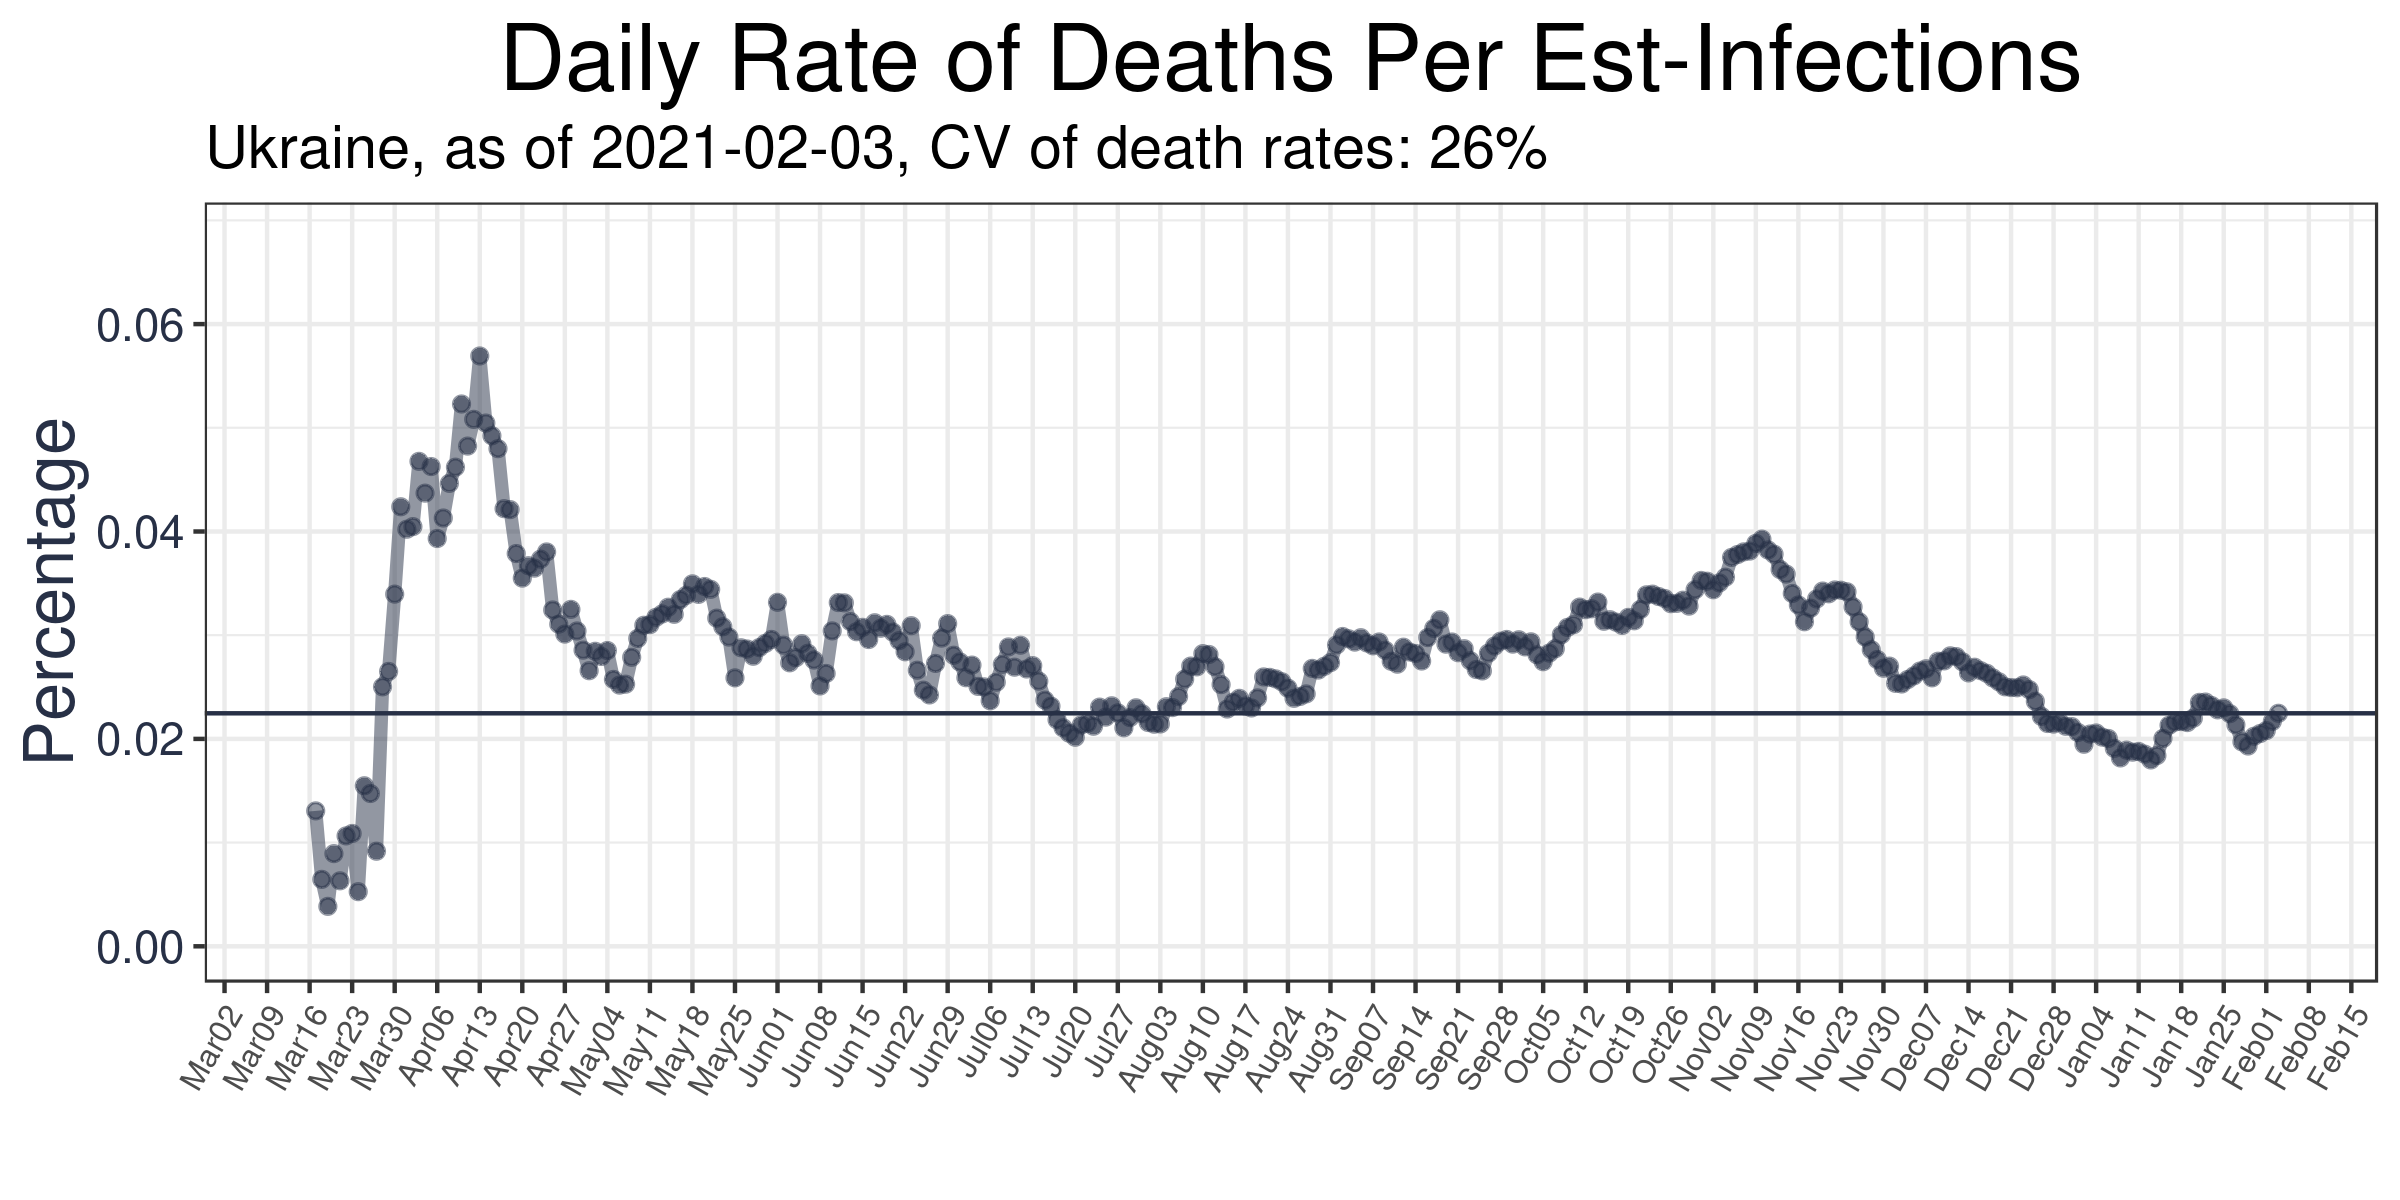 Daily Rate of Deaths Per Est-Infections
Ukraine, as of 2021-02-03, CV of death rates: 26%
Percentage
0.06
0.04
0.02
0.00
Mar02
Mar09
Mar16
Mar23
Mar30
Apr06
Apr13
Apr20
Apr27
May04
May11
May18
May25
Jun01
Jun08
Jun15
Jun22
Jun29
Jul06
Jul13
Jul20
Jul27
Aug03
Aug10
Aug17
Aug24
Aug31
Sep07
Sep14
Sep21
Sep28
Oct05
Oct12
Oct19
Oct26
Nov02
Nov09
Nov16
Nov23
Nov30
Dec07
Dec14
Dec21
Dec28
Jan04
Jan11
Jan18
Jan25
Feb01
Feb08
Feb15